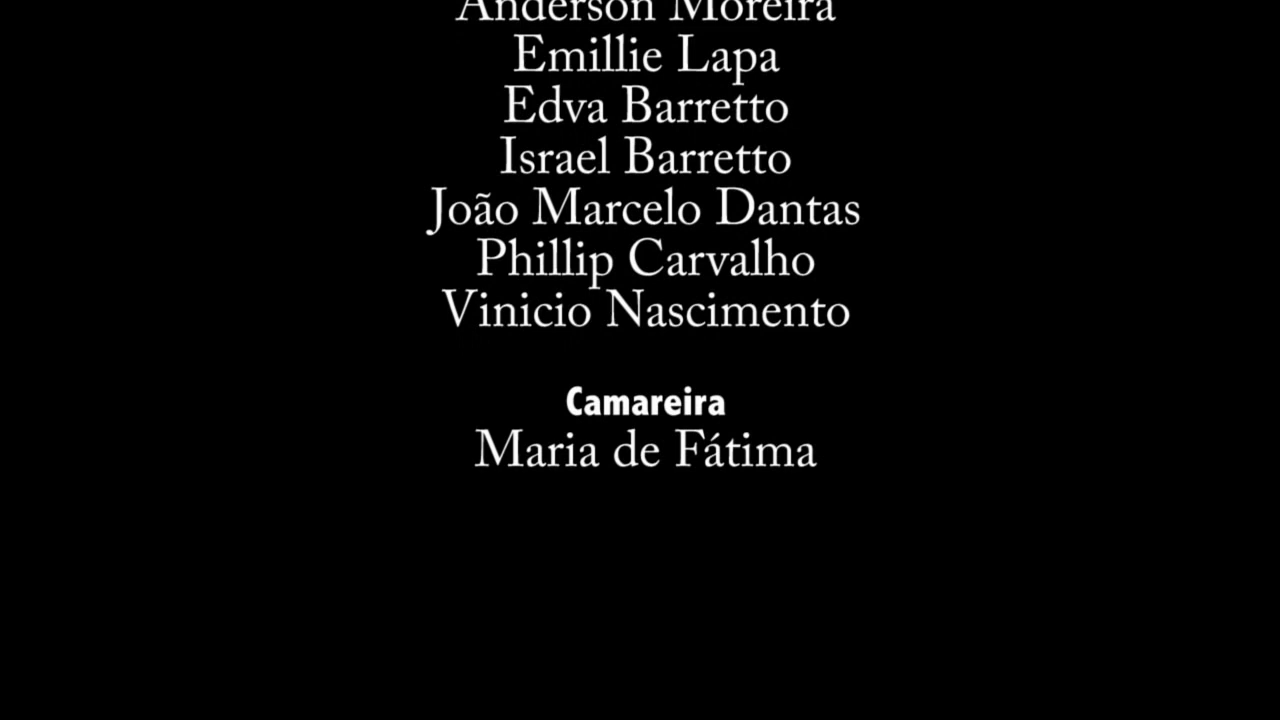 Anderson Moreira
Emillie Lapa
Edva Barretto
Israel Barretto
João Marcelo Dantas
Phillip Carvalho
Vinicio Nascimento
Camareira
Maria de Fátima